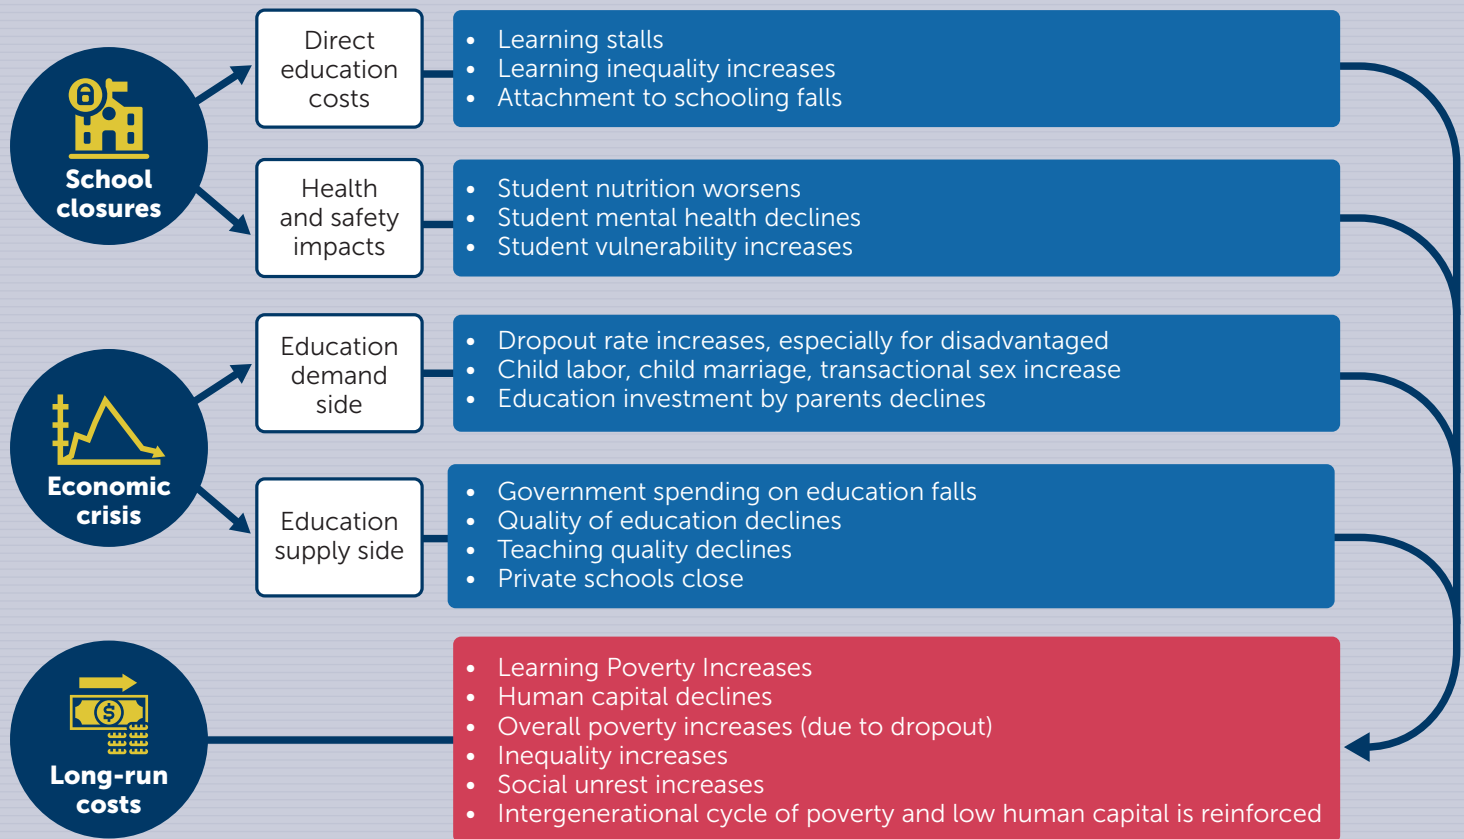 School
closures
Direct
education
costs
• Learning stalls
• Learning inequality increases
• Attachment to schooling falls
Health
and safety
impacts
• Student nutrition worsens
• Student mental health declines
• Student vulnerability increases
Economic
crisis
Education
demand
side
• Dropout rate increases, especially for disadvantaged
• Child labor, child marriage, transactional sex increase
• Education investment by parents declines
Education
supply side
• Government spending on education falls
• Quality of education declines
• Teaching quality declines
• Private schools close
$
Long-run
costs
• Learning Poverty Increases
• Human capital declines
• Overall poverty increases (due to dropout)
• Inequality increases
• Social unrest increases
• Intergenerational cycle of poverty and low human capital is reinforced